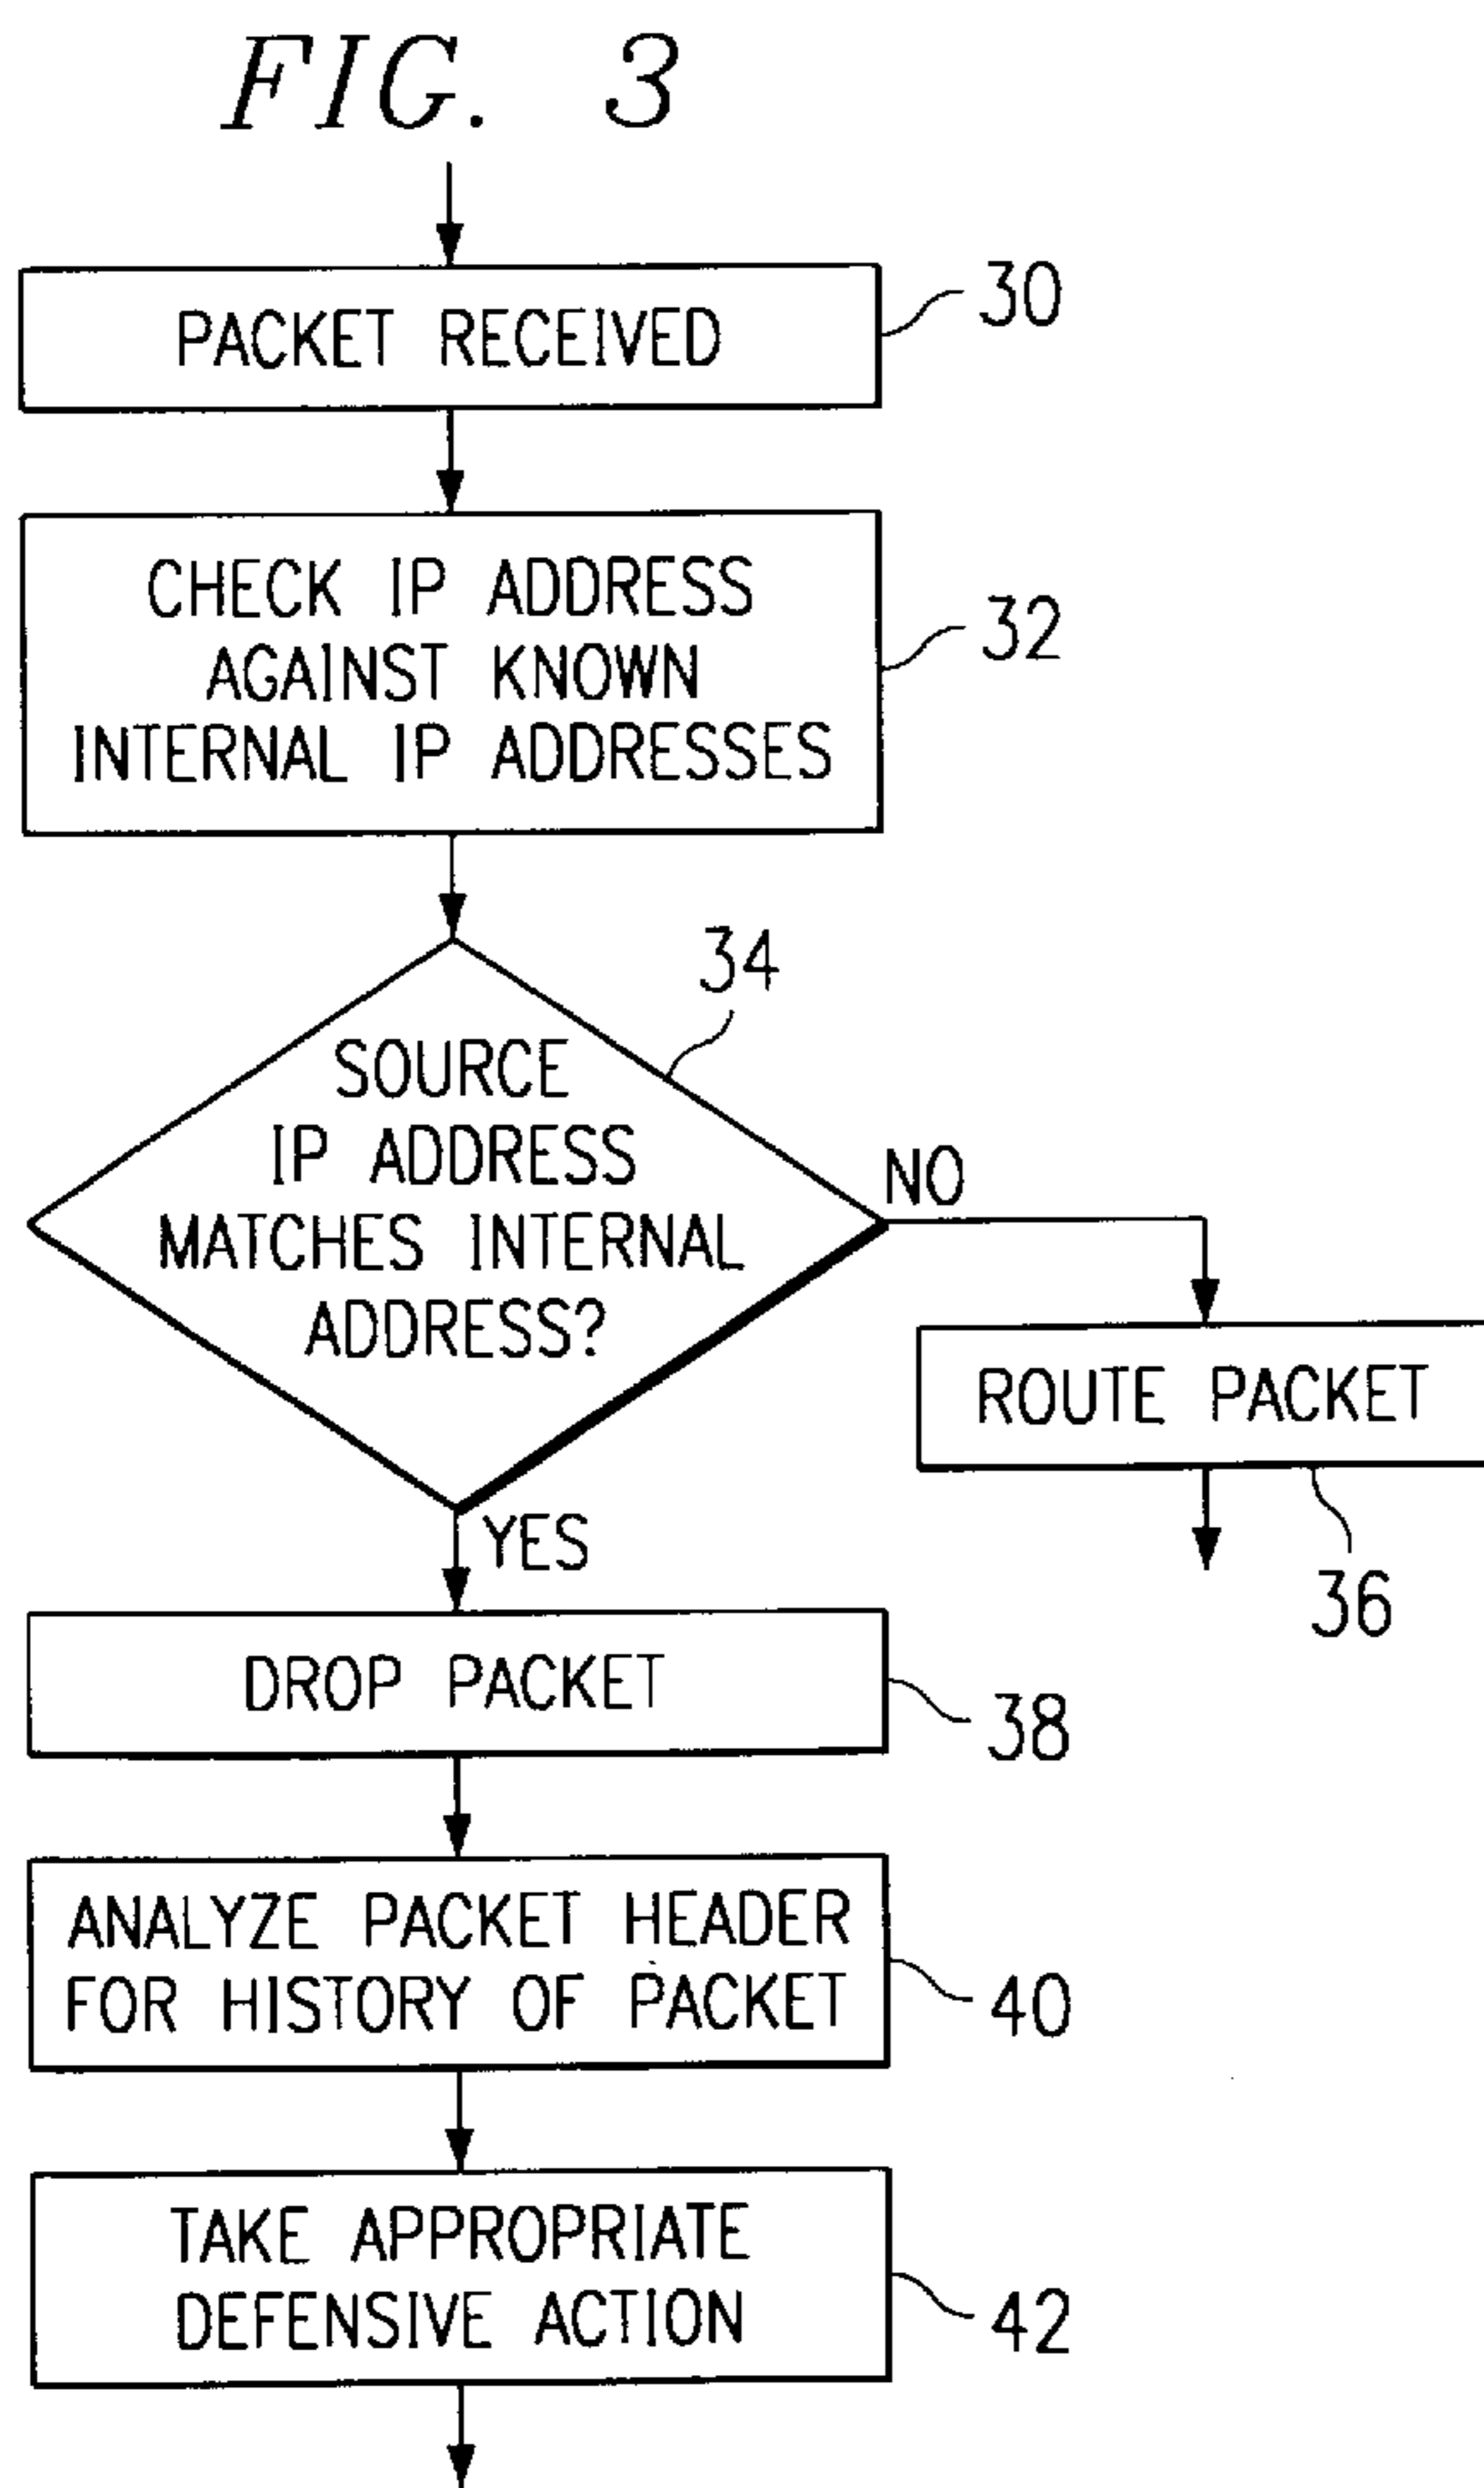 FIG. 3
PACKET RECEIVED
30
CHECK IP ADDRESS
AGAINST KNOWN
INTERNAL IP ADDRESSES
32
34
SOURCE
IP ADDRESS
MATCHES INTERNAL
ADDRESS?
NO
ROUTE PACKET
36
YES
DROP PACKET
38
ANALYZE PACKET HEADER
FOR HISTORY OF PACKET
40
TAKE APPROPRIATE
DEFENSIVE ACTION
42